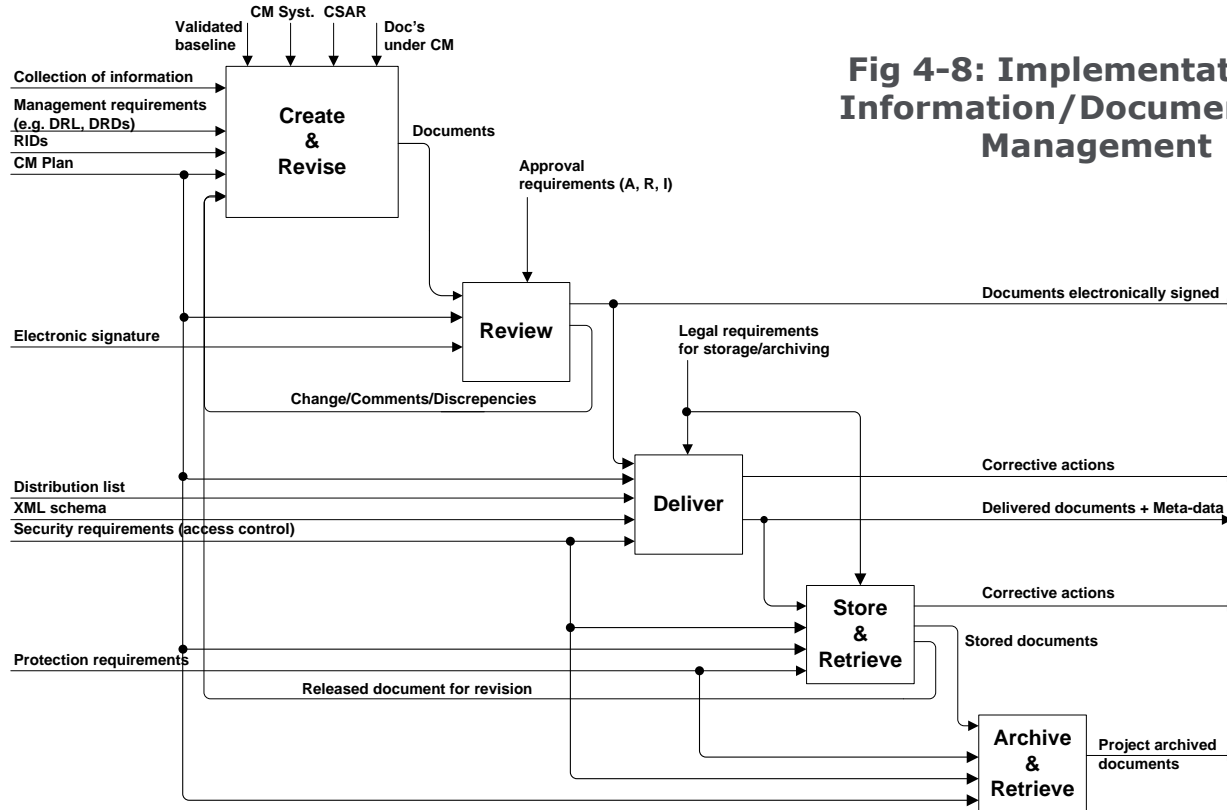 CM Syst. CSAR
Validated
baseline
Doc's
under CM
Fig 4-8: Implementat
Information/Docume
Management
Collection of information
Management requirements
(e.g. DRL, DRDs)
RIDs
CM Plan
Create
&
Revise
Documents
Approval
requirements (A, R, I)
Documents electronically signed
Electronic signature
Review
Legal requirements
for storage/archiving
Change/Comments/Discrepencies
Corrective actions
Distribution list
XML schema
Security requirements (access control)
Deliver
Delivered documents + Meta-data
Corrective actions
Store
&
Retrieve
Stored documents
Protection requirements
Released document for revision
Archive
&
Retrieve
Project archived
documents